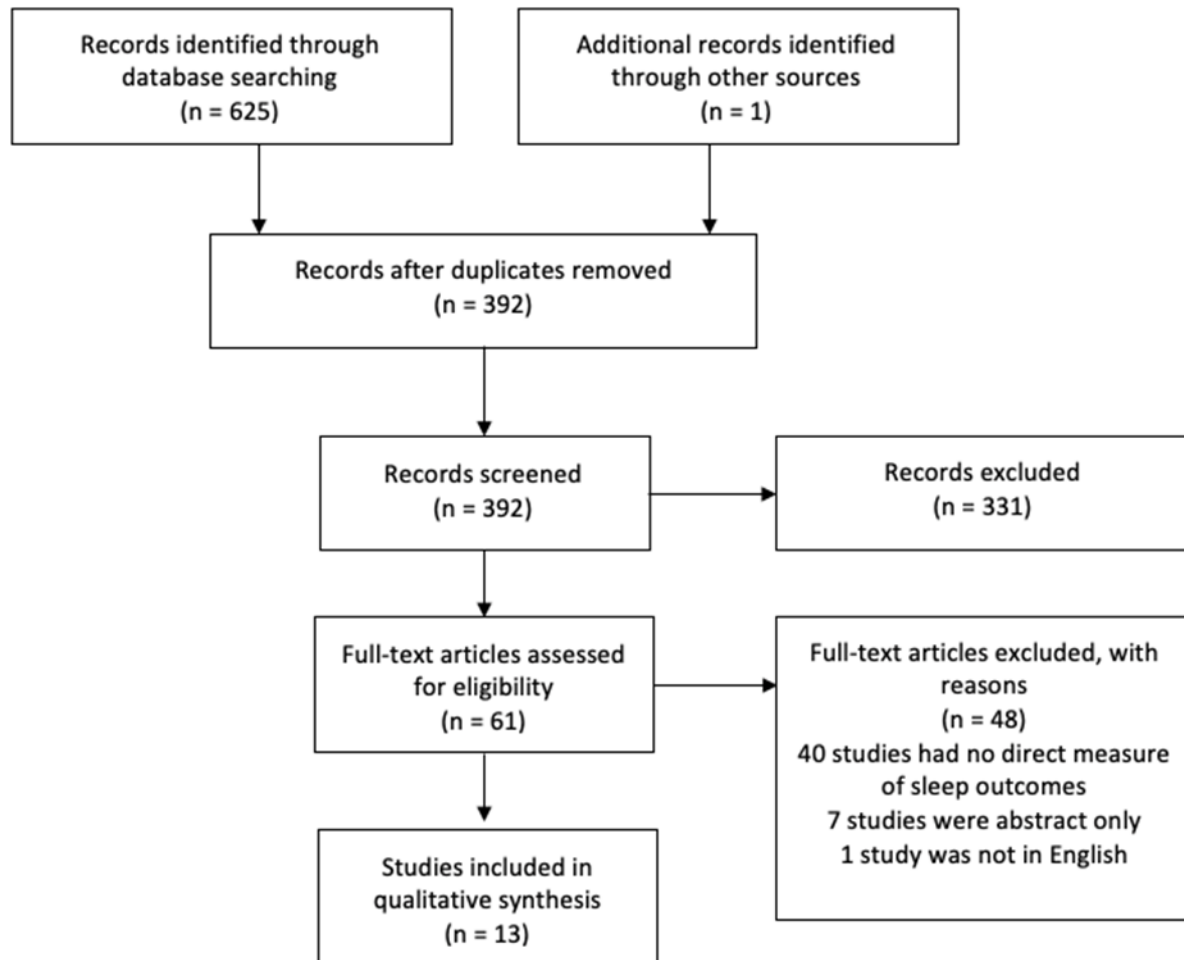 Records identified through
database searching
(n = 625)
Additional records identified
through other sources
(n = 1)
Records after duplicates removed
(n = 392)
Records screened
(n = 392)
Records excluded
(n = 331)
Full-text articles assessed
for eligibility
(n = 61)
Full-text articles excluded, with
reasons
(n = 48)
40 studies had no direct measure
of sleep outcomes
7 studies were abstract only
1 study was not in English
Studies included in
qualitative synthesis
(n = 13)